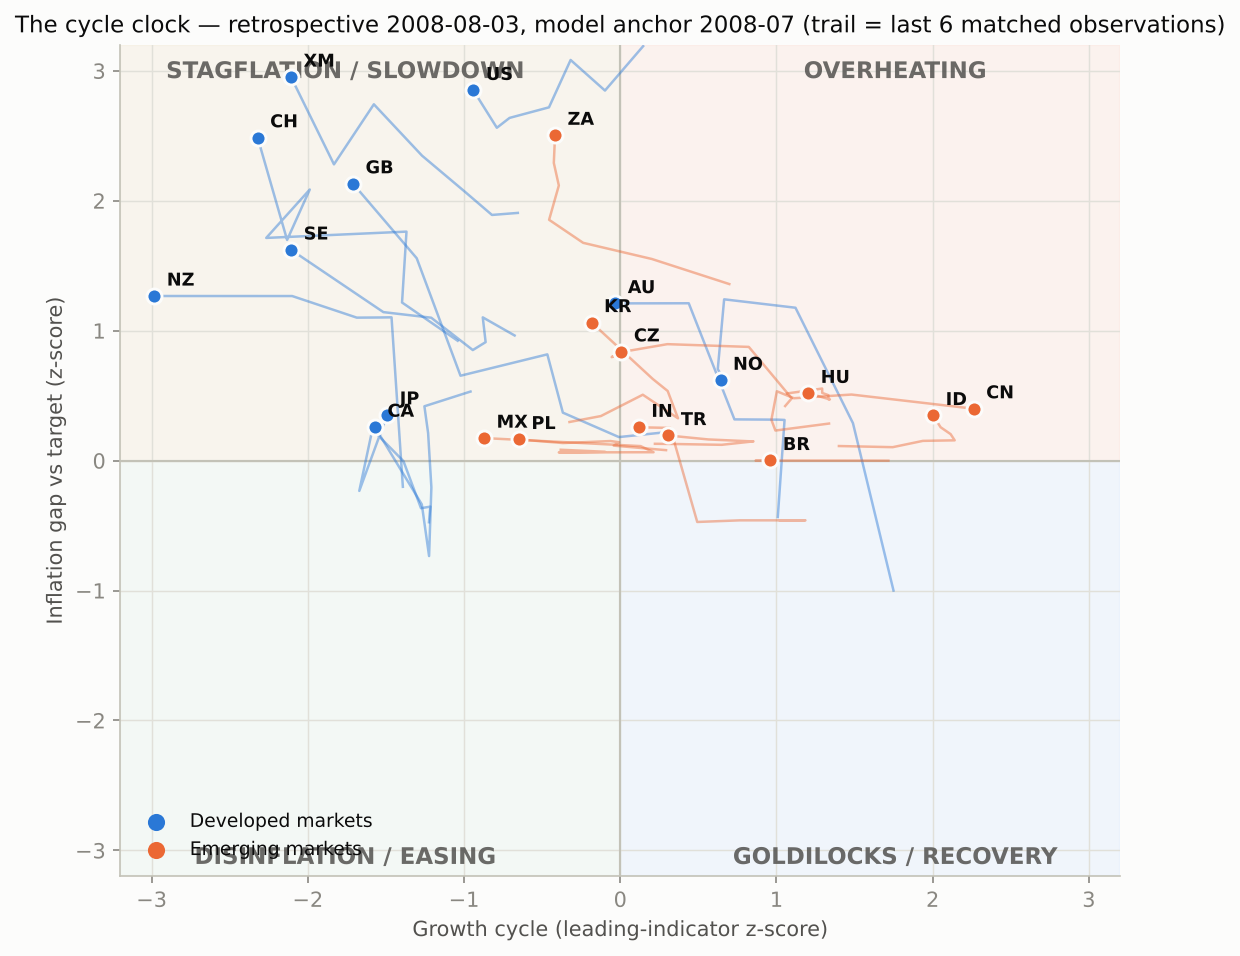 The cycle clock — retrospective 2008-08-03, model anchor 2008-07 (trail = last 6 matched observations)
STAGFLATION / SLOWDOWN
OVERHEATING
XM
US
CH
ZA
GB
SE
NZ
AU
KR
CZ
NO
HU
JP
CA
ID
CN
MX
PL
IN
TR
BR
3
2
1
0
−1
−2
−3
Inflation gap vs target (z-score)
Developed markets
Emerging markets
DISINFLATION / EASING
GOLDILOCKS / RECOVERY
−3
−2
−1
0
1
2
3
Growth cycle (leading-indicator z-score)